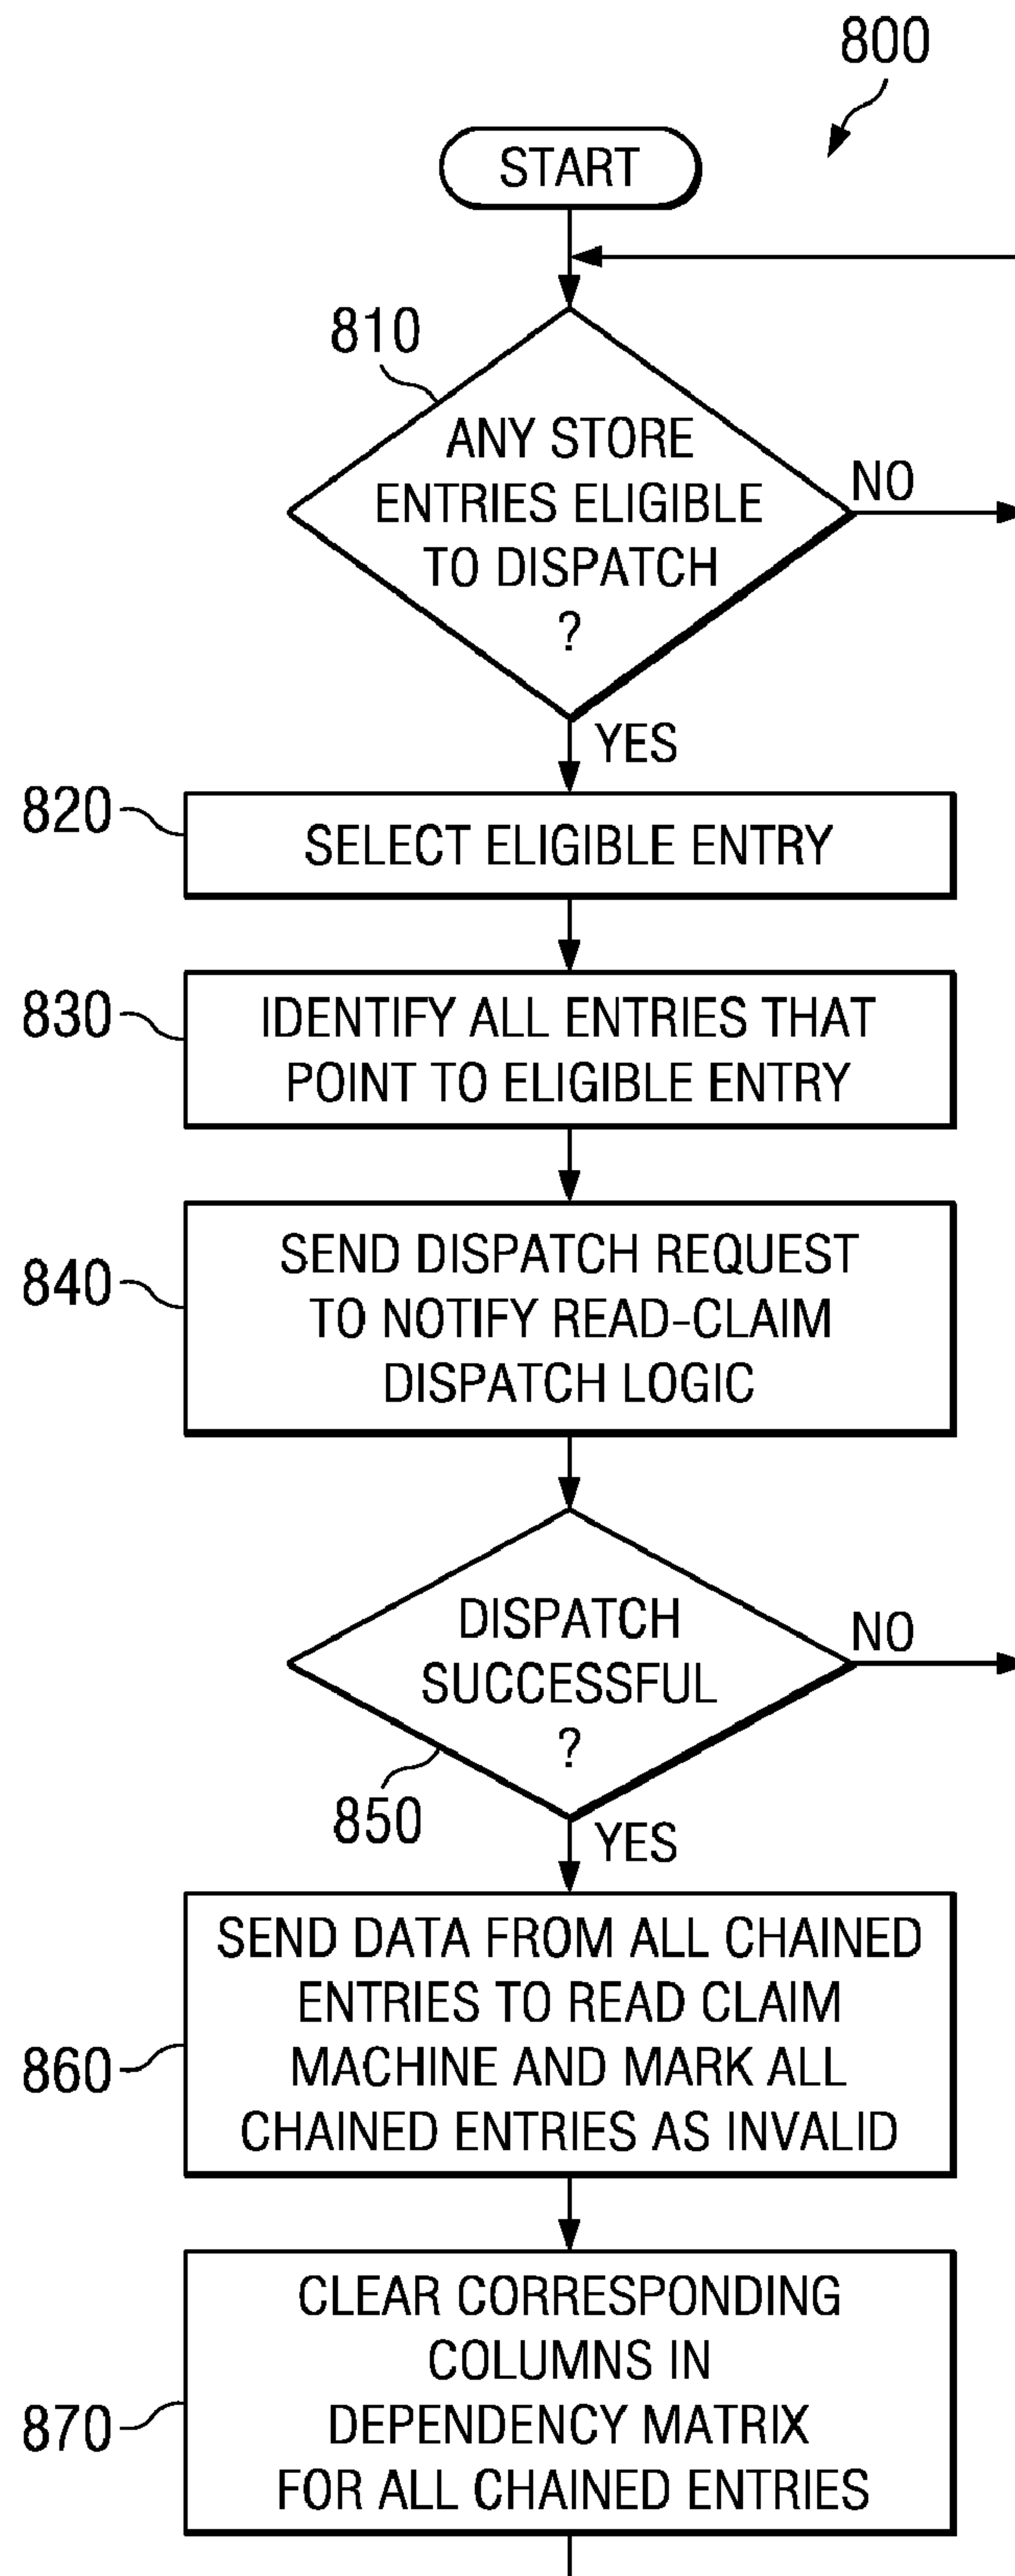 800
START
810
ANY STORE
ENTRIES ELIGIBLE
TO DISPATCH
?
NO
YES
820
SELECT ELIGIBLE ENTRY
830
IDENTIFY ALL ENTRIES THAT
POINT TO ELIGIBLE ENTRY
840
SEND DISPATCH REQUEST
TO NOTIFY READ-CLAIM
DISPATCH LOGIC
DISPATCH
SUCCESSFUL
?
NO
850
YES
860
SEND DATA FROM ALL CHAINED
ENTRIES TO READ CLAIM
MACHINE AND MARK ALL
CHAINED ENTRIES AS INVALID
870
CLEAR CORRESPONDING
COLUMNS IN
DEPENDENCY MATRIX
FOR ALL CHAINED ENTRIES